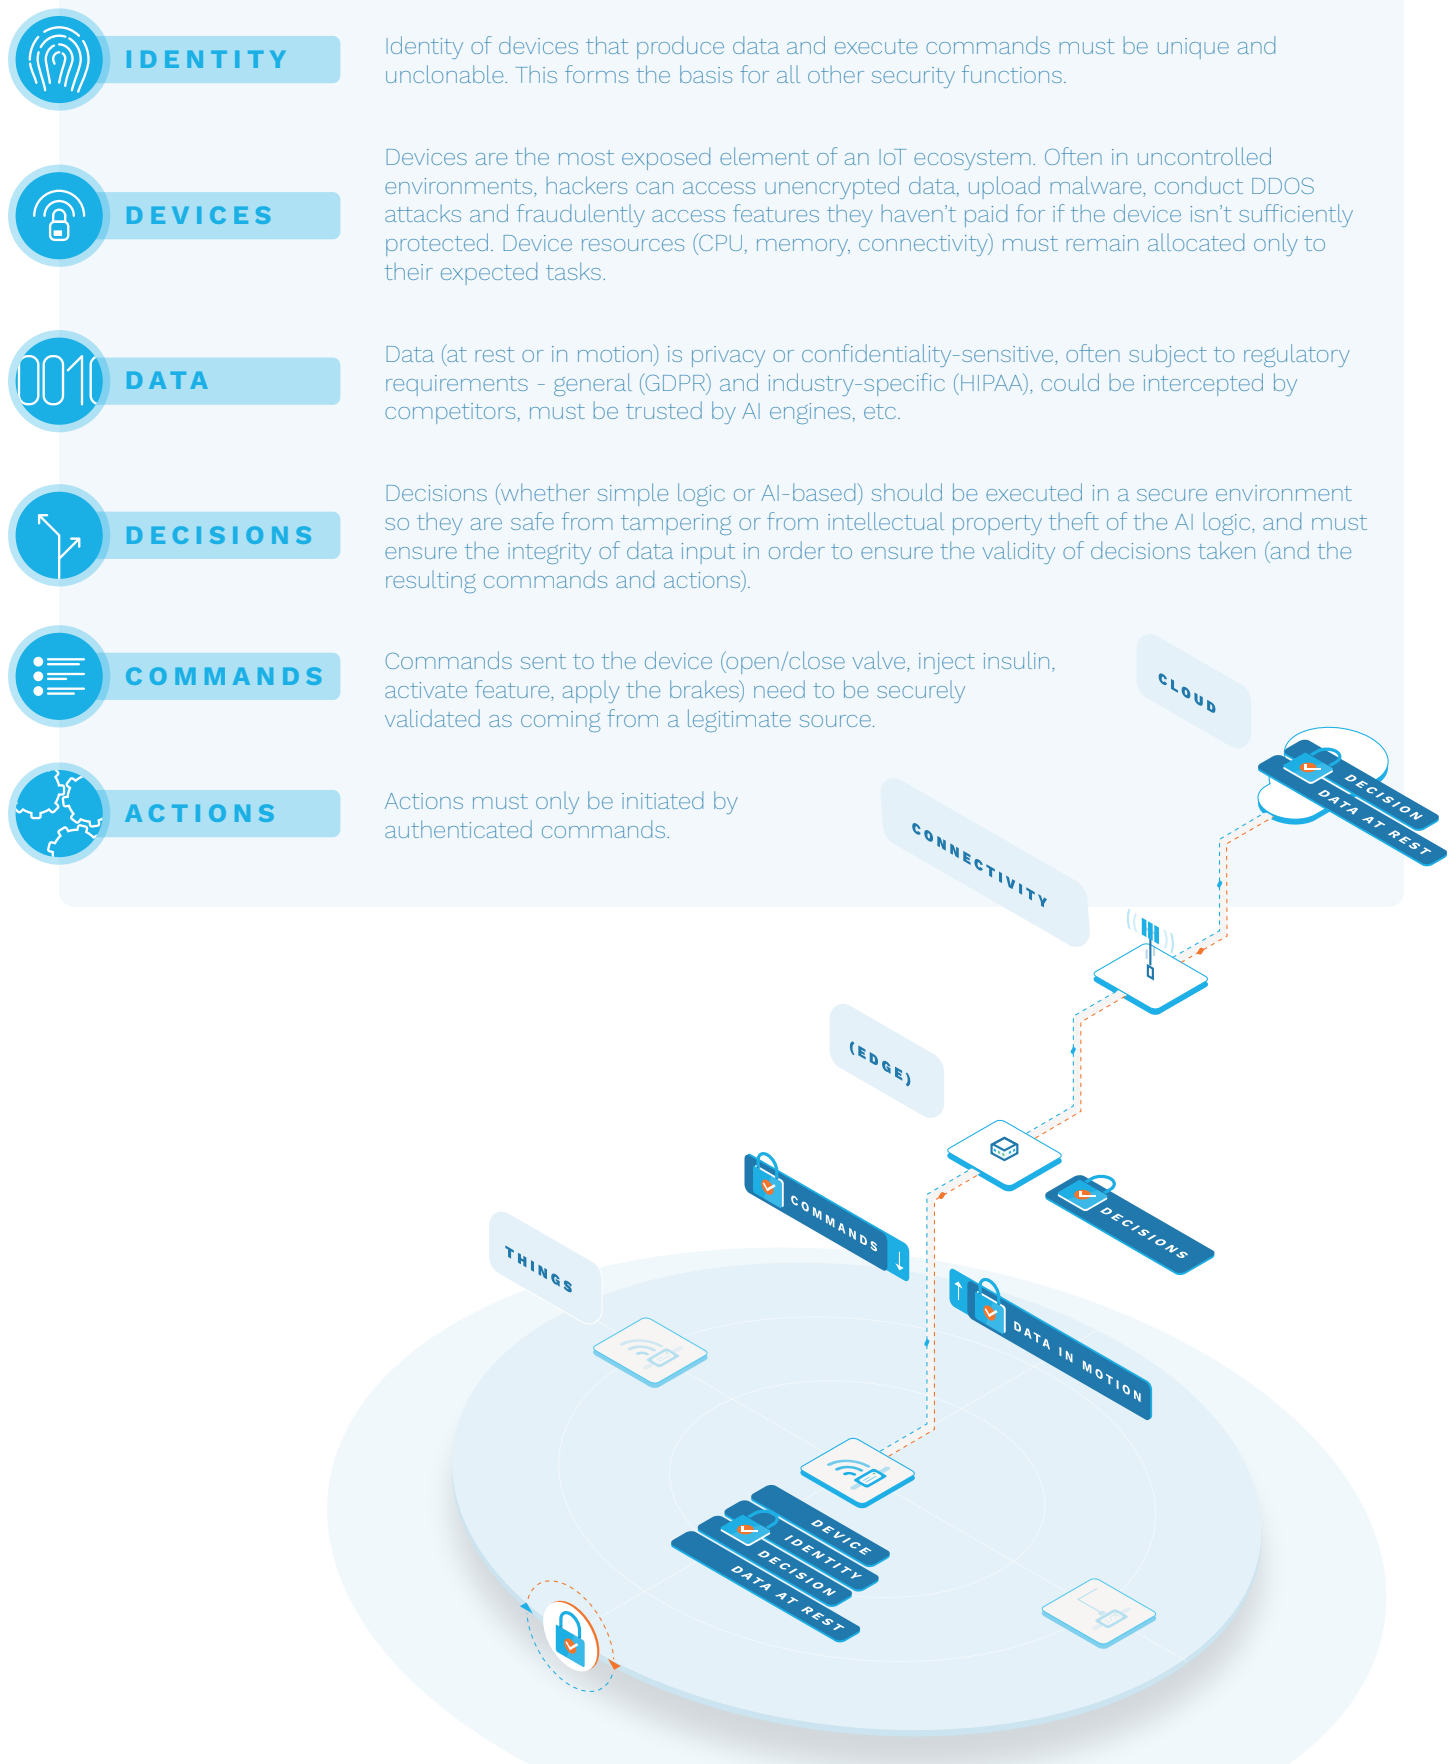 IDENTITY
Identity of devices that produce data and execute commands must be unique and
unclonable. This forms the basis for all other security functions.
DEVICES
Devices are the most exposed element of an IoT ecosystem. Often in uncontrolled
environments, hackers can access unencrypted data, upload malware, conduct DDOS
attacks and fraudulently access features they haven't paid for if the device isn't sufficiently
protected. Device resources (CPU, memory, connectivity) must remain allocated only to
their expected tasks.
001(
DATA
Data (at rest or in motion) is privacy or confidentiality-sensitive, often subject to regulatory
requirements - general (GDPR) and industry-specific (HIPAA), could be intercepted by
competitors, must be trusted by AI engines, etc.
DECISIONS
Decisions (whether simple logic or AI-based) should be executed in a secure environment
so they are safe from tampering or from intellectual property theft of the AI logic, and must
ensure the integrity of data input in order to ensure the validity of decisions taken (and the
resulting commands and actions).
COMMANDS
Commands sent to the device (open/close valve, inject insulin,
activate feature, apply the brakes) need to be securely
validated as coming from a legitimate source.
ACTIONS
Actions must only be initiated by
authenticated commands.
CLOUD
DECISION
DATA AT REST
CONNECTIVITY
(EDGE)
COMMANDS
DECISIONS
THINGS
DATA IN MOTION
DEVICE
IDENTITY
DECISION
DATA AT REST